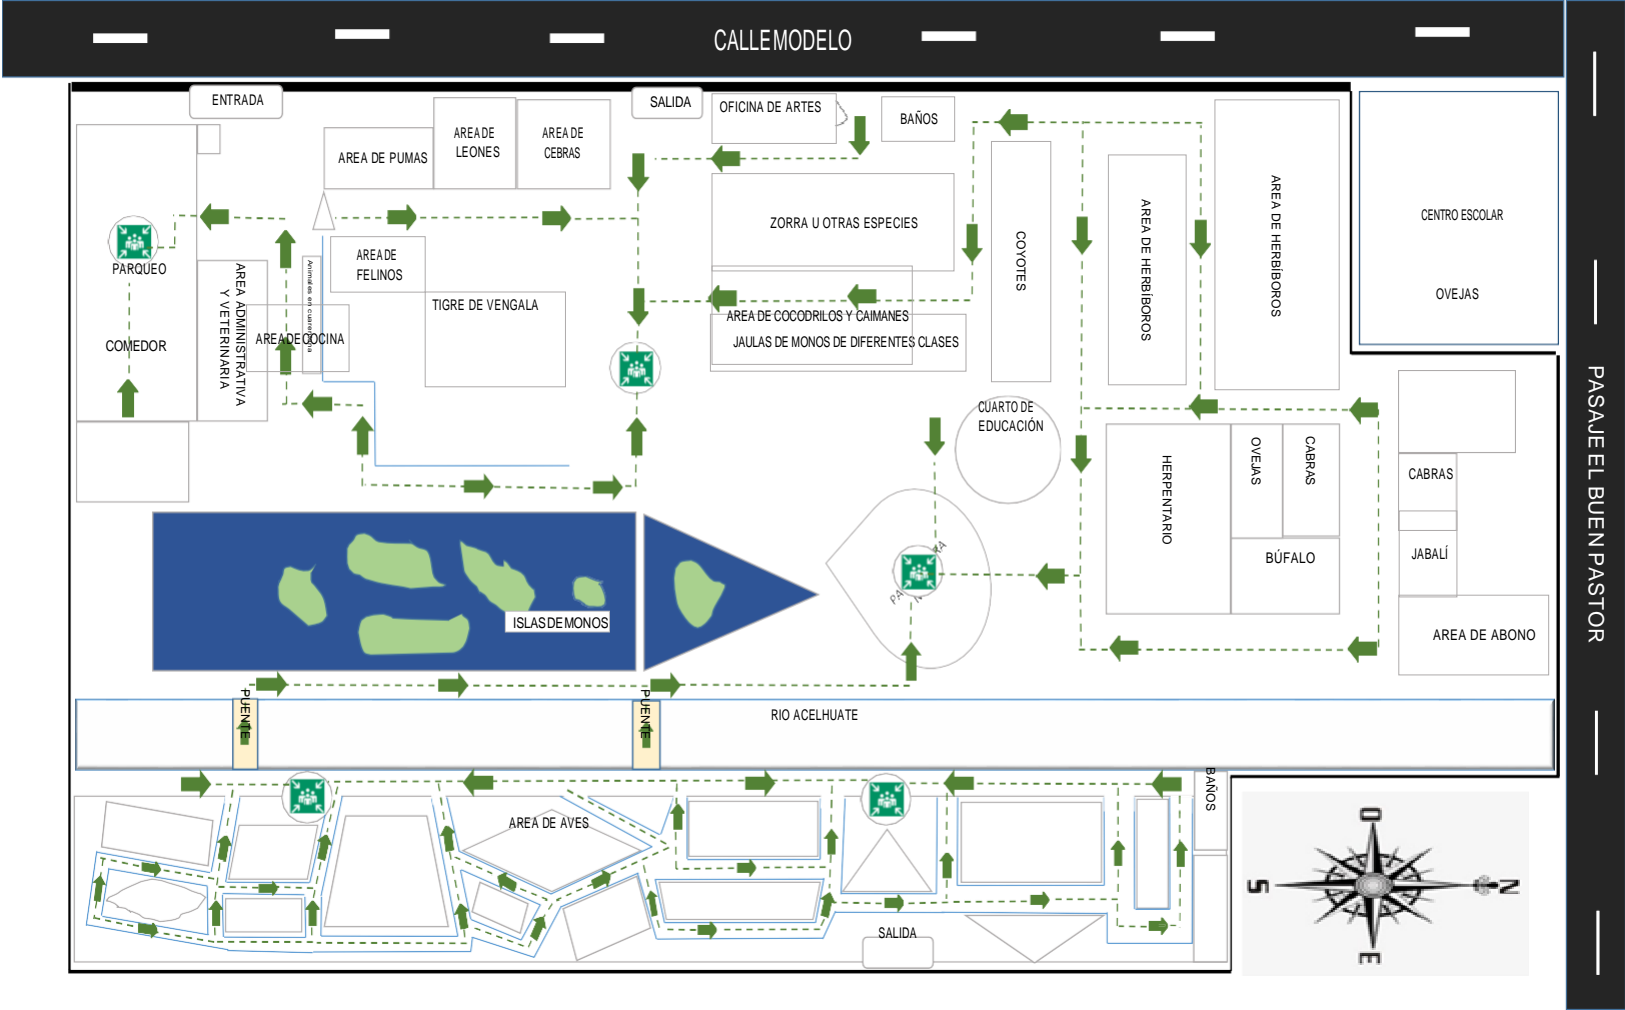 CALLE MODELO
ENTRADA
SALIDA
OFICINA DE ARTES
BAÑOS
AREA DE PUMAS
AREA DE
LEONES
AREA DE
CEBRAS
ZORRA U OTRAS ESPECIES
COYOTES
AREA DE HERBÍBOROS
AREA DE HERBÍBOROS
CENTRO ESCOLAR
OVEJAS
PARQUEO
COMEDOR
AREA ADMINISTRATIVA
Y VETERINARIA
AREA DE COCINA
Animales en cuarentena
AREA DE
FELINOS
TIGRE DE VENGALA
AREA DE COCODRILOS Y CAIMANES
JAULAS DE MONOS DE DIFERENTES CLASES
CUARTO DE
EDUCACIÓN
HERPENTARIO
OVEJAS
CABRAS
BÚFALO
CABRAS
JABALÍ
AREA DE ABONO
PASAJE EL BUEN PASTOR
ISLAS DE MONOS
PUENTE
PUENTE
RIO ACELHUATE
BAÑOS
AREA DE AVES
SALIDA
O
S
N
E